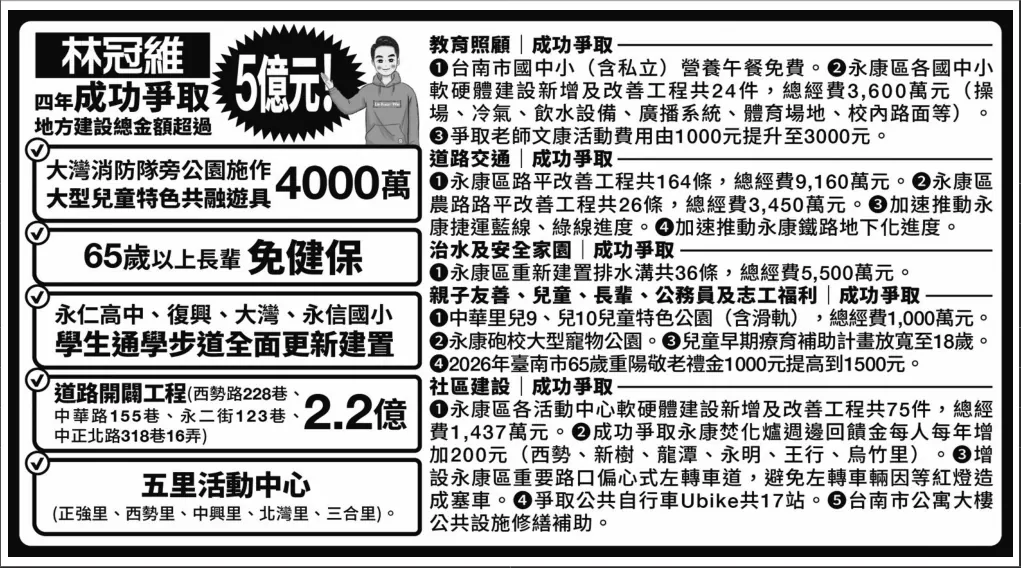 林冠維
四年成功爭取
地方建設總金額超過
5億元!
大灣消防隊旁公園施作
大型兒童特色共融遊具
4000萬
65歲以上長輩 免健保
永仁高中、復興、大灣、永信國小
學生通學步道全面更新建置
道路開闢工程(西勢路228巷、
中華路155巷、永二街123巷、
中正北路318巷16弄)
2.2億
五里活動中心
(正強里、西勢里、中興里、北灣里、三合里)。
教育照顧｜成功爭取
❶台南市國中小（含私立）營養午餐免費。❷永康區各國中小
軟硬體建設新增及改善工程共24件，總經費3,600萬元（操
場、冷氣、飲水設備、廣播系統、體育場地、校內路面等）。
❸爭取老師文康活動費用由1000元提升至3000元。
道路交通｜成功爭取
❶永康區路平改善工程共164條，總經費9,160萬元。❷永康區
農路路平改善工程共26條，總經費3,450萬元。❸加速推動永
康捷運藍線、綠線進度。❹加速推動永康鐵路地下化進度。
治水及安全家園｜成功爭取
❶永康區重新建置排水溝共36條，總經費5,500萬元。
親子友善、兒童、長輩、公務員及志工福利｜成功爭取
❶中華里兒9、兒10兒童特色公園（含滑軌），總經費1,000萬元。
❷永康砲校大型寵物公園。❸兒童早期療育補助計畫放寬至18歲。
❹2026年臺南市65歲重陽敬老禮金1000元提高到1500元。
社區建設｜成功爭取
❶永康區各活動中心軟硬體建設新增及改善工程共75件，總經
費1,437萬元。❷成功爭取永康焚化爐週邊回饋金每人每年增
加200元（西勢、新樹、龍潭、永明、王行、烏竹里）。❸增
設永康區重要路口偏心式左轉車道，避免左轉車輛因等紅燈造
成塞車。❹爭取公共自行車Ubike共17站。❺台南市公寓大樓
公共設施修繕補助。